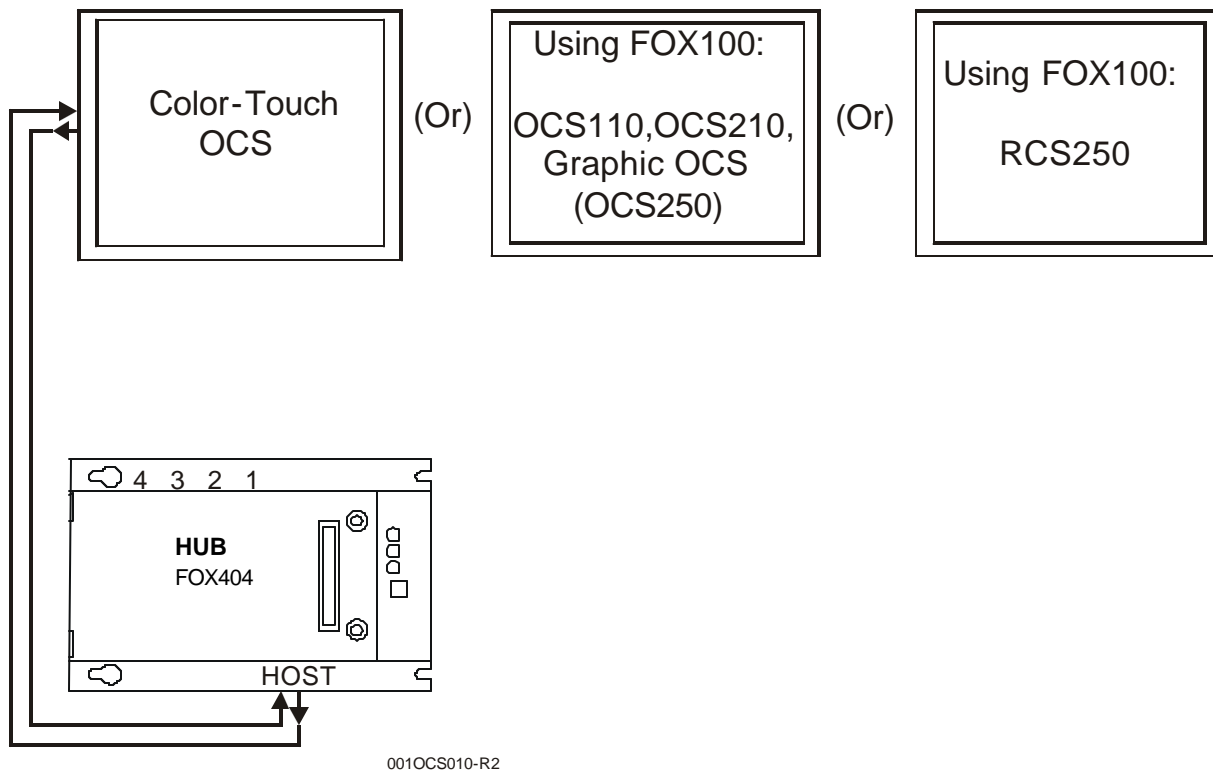 Color-Touch
OCS
(Or)
Using FOX100:
OCS110,OCS210,
Graphic OCS
(OCS250)
(Or)
Using FOX100:
RCS250
4 3 2 1
HUB
FOX404
HOST
001OCS010-R2